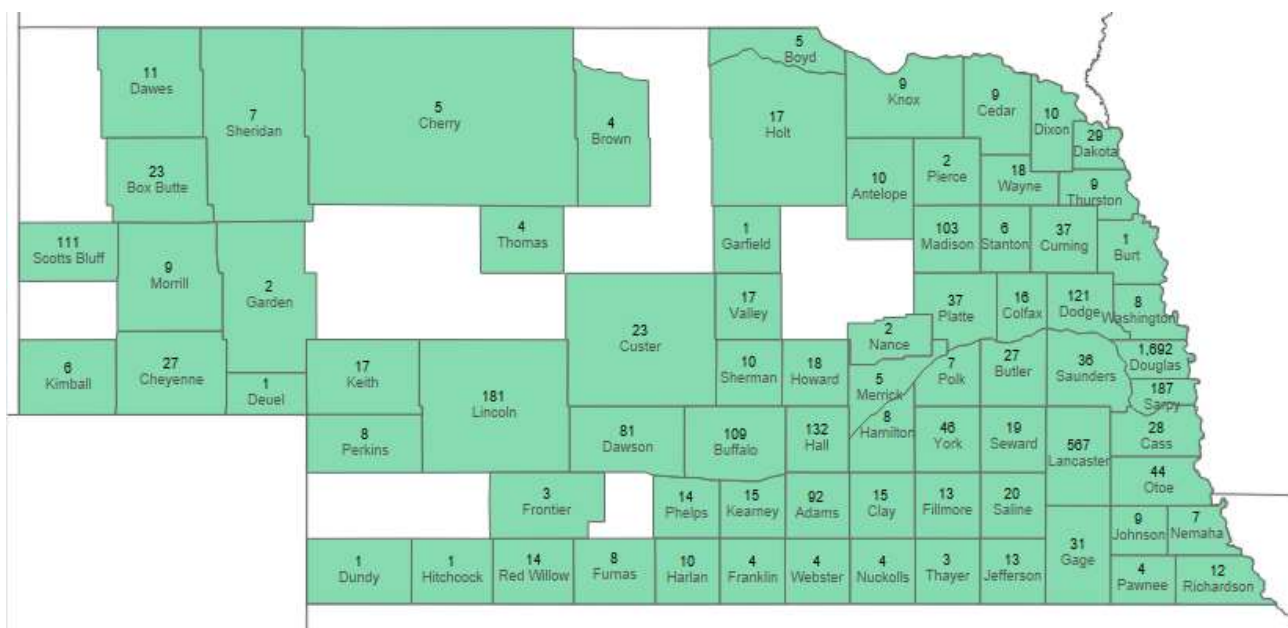 11
Dawes
7
Sheridan
5
Cherry
4
Brown
5
Boyd
17
Holt
9
Knox
9
Cedar
10
Dixon
29
Dakota
23
Box Butte
10
Antelope
2
Pierce
18
Wayne
9
Thurston
111
Scotts Bluff
9
Morrill
2
Garden
4
Thomas
1
Garfield
103
Madison
6
Stanton
37
Cuming
1
Burt
23
Custer
17
Valley
37
Platte
16
Colfax
121
Dodge
8
Washington
6
Kimball
27
Cheyenne
1
Deuel
17
Keith
181
Lincoln
10
Sherman
18
Howard
2
Nance
5
Merrick
7
Polk
27
Butler
36
Saunders
1,692
Douglas
187
Sarpy
8
Perkins
81
Dawson
109
Buffalo
132
Hall
8
Hamilton
46
York
19
Seward
567
Lancaster
28
Cass
44
Otoe
3
Frontier
14
Phelps
15
Kearney
92
Adams
15
Clay
13
Fillmore
20
Saline
1
Dundy
1
Hitchcock
14
Red Willow
8
Furnas
10
Harlan
4
Franklin
4
Webster
4
Nuckolls
3
Thayer
13
Jefferson
31
Gage
9
Johnson
7
Nemaha
4
Pawnee
12
Richardson